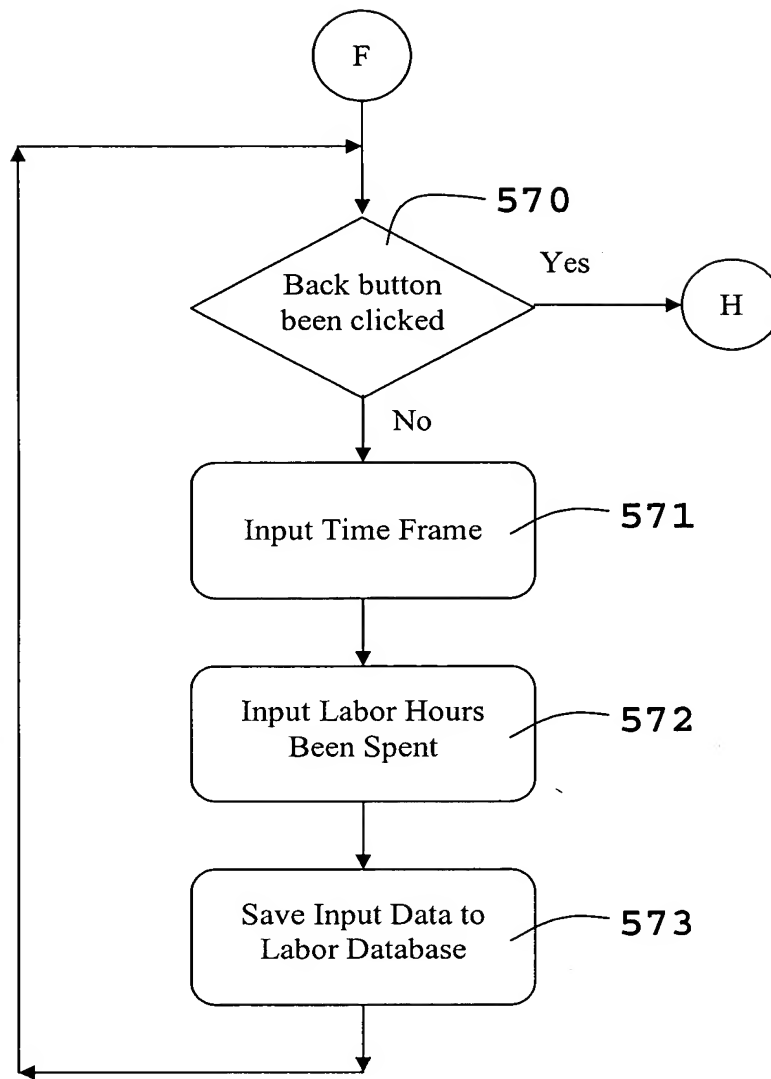 F
570
Back button
been clicked
Yes
H
No
Input Time Frame
571
Input Labor Hours
Been Spent
572
Save Input Data to
Labor Database
573